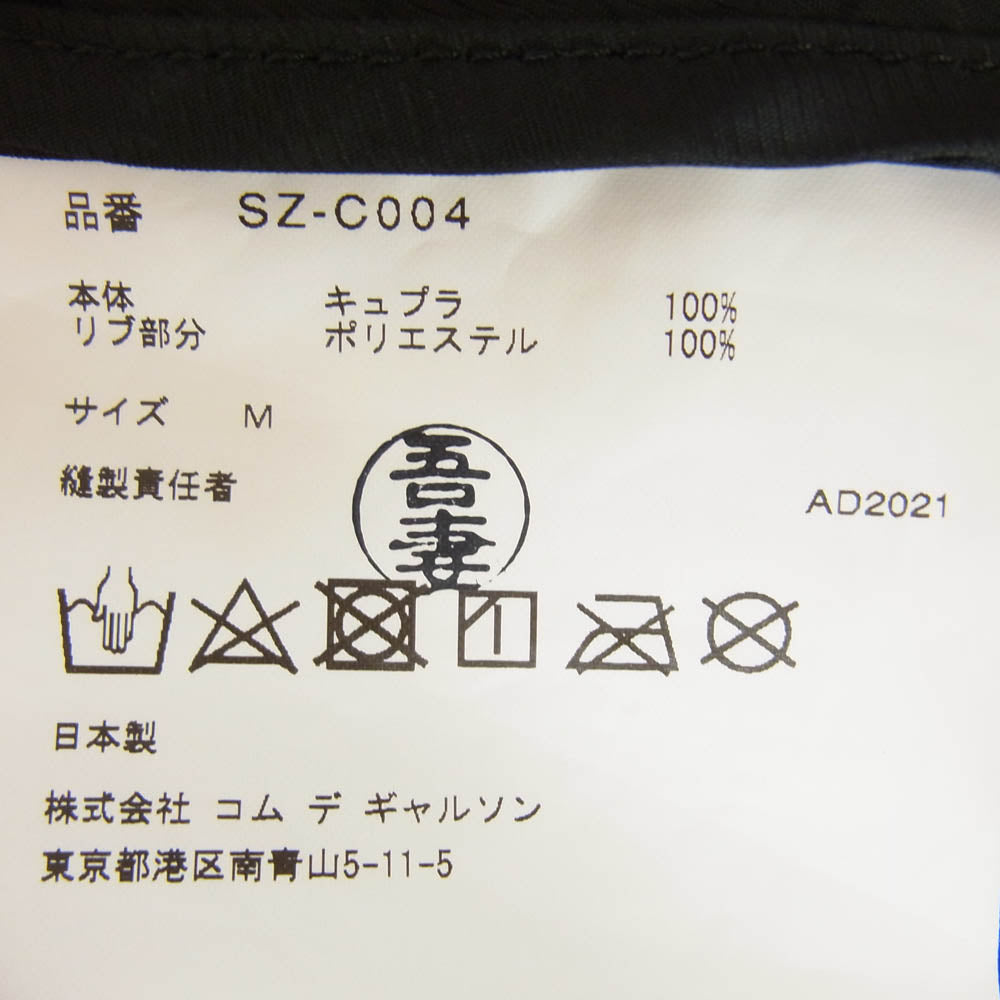 品番 SZ-C004
本体 キュプラ 100%
リブ部分 ポリエステル 100%
サイズ M
縫製責任者 吾妻 AD2021
日本製
株式会社 コム デ ギャルソン
東京都港区南青山5-11-5